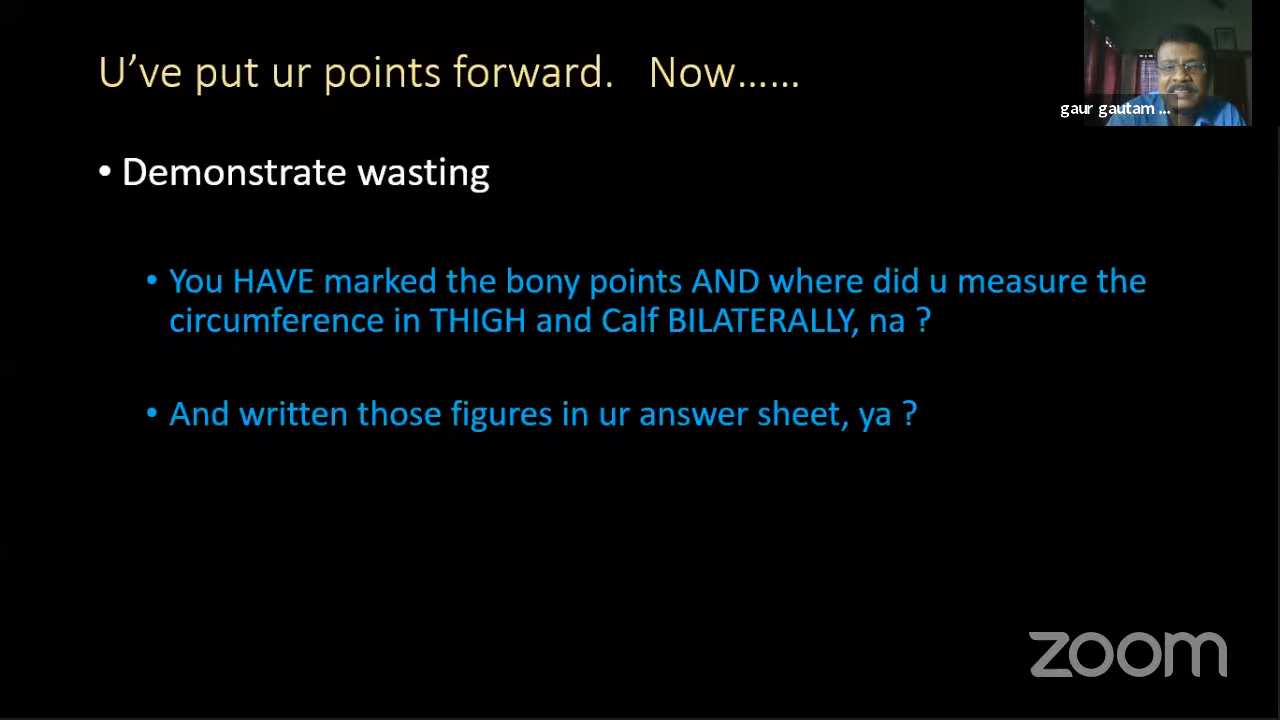 U’ve put ur points forward. Now……
gaur gautam ...
• Demonstrate wasting
• You HAVE marked the bony points AND where did u measure the
circumference in THIGH and Calf BILATERALLY, na ?
• And written those figures in ur answer sheet, ya ?
zoom